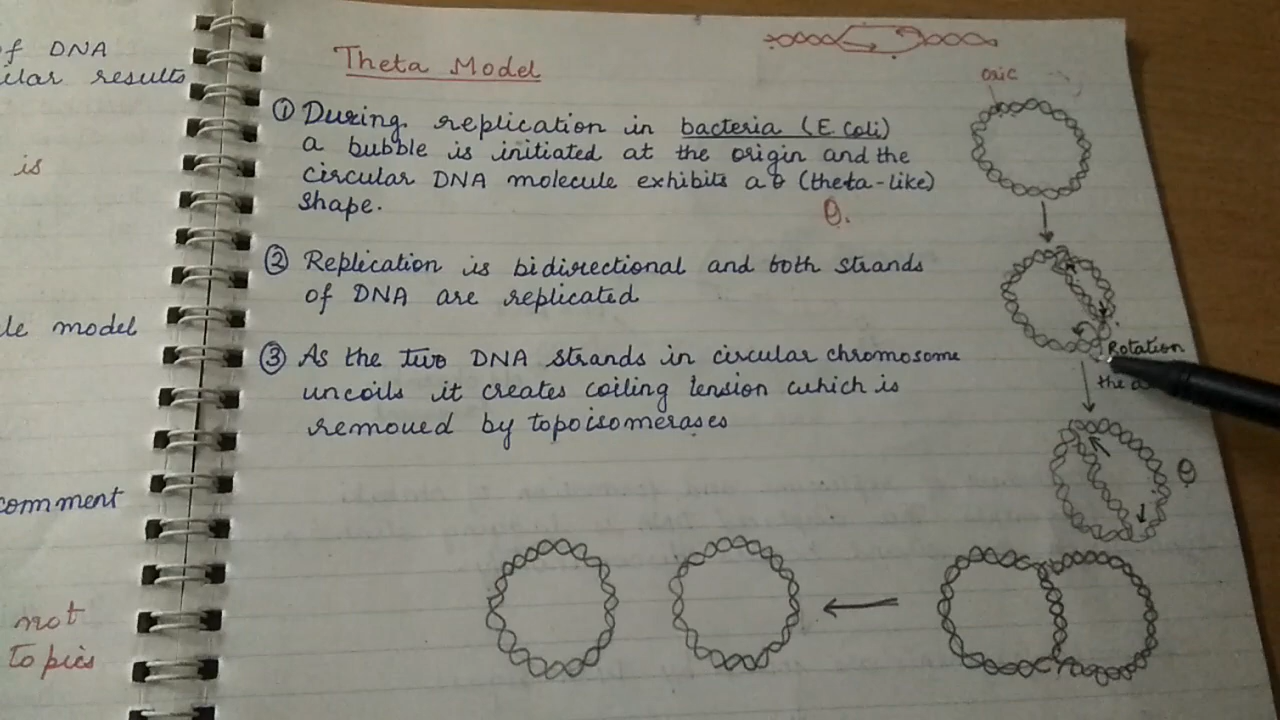 of DNA
ular results
is
le model
comment
not
topics
Theta Model
① During replication in bacteria (E. coli)
a bubble is initiated at the origin and the
circular DNA molecule exhibits a θ (theta-like)
shape.
θ.
② Replication is bidirectional and both strands
of DNA are replicated
③ As the two DNA strands in circular chromosome
uncoils it creates coiling tension which is
removed by topoisomerases
oric
Rotation
the
θ